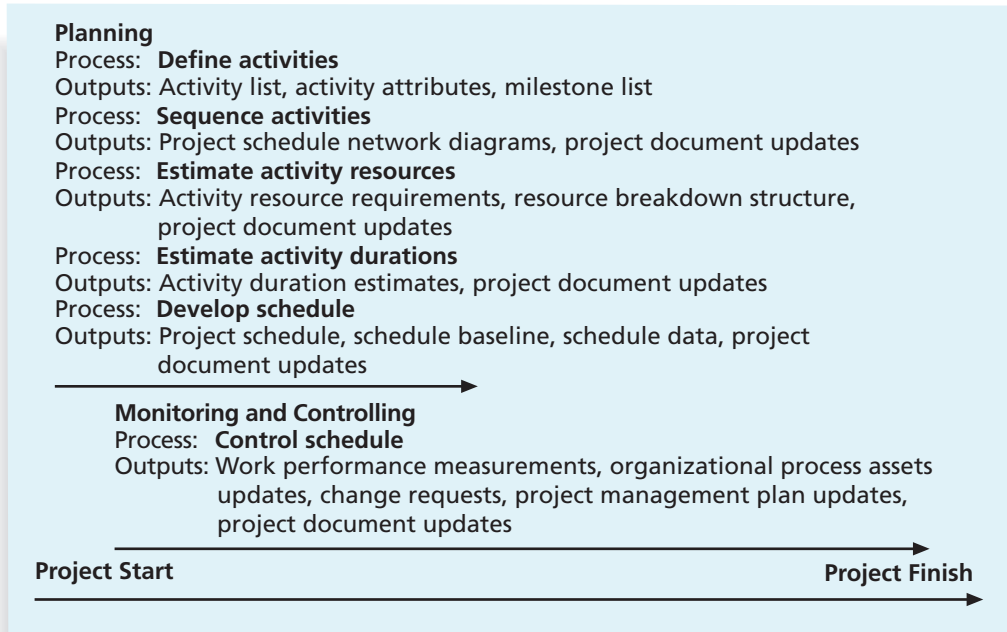 Planning
Process: Define activities
Outputs: Activity list, activity attributes, milestone list
Process: Sequence activities
Outputs: Project schedule network diagrams, project document updates
Process: Estimate activity resources
Outputs: Activity resource requirements, resource breakdown structure,
project document updates
Process: Estimate activity durations
Outputs: Activity duration estimates, project document updates
Process: Develop schedule
Outputs: Project schedule, schedule baseline, schedule data, project
document updates
Monitoring and Controlling
Process: Control schedule
Outputs: Work performance measurements, organizational process assets
updates, change requests, project management plan updates,
project document updates
Project Start
Project Finish